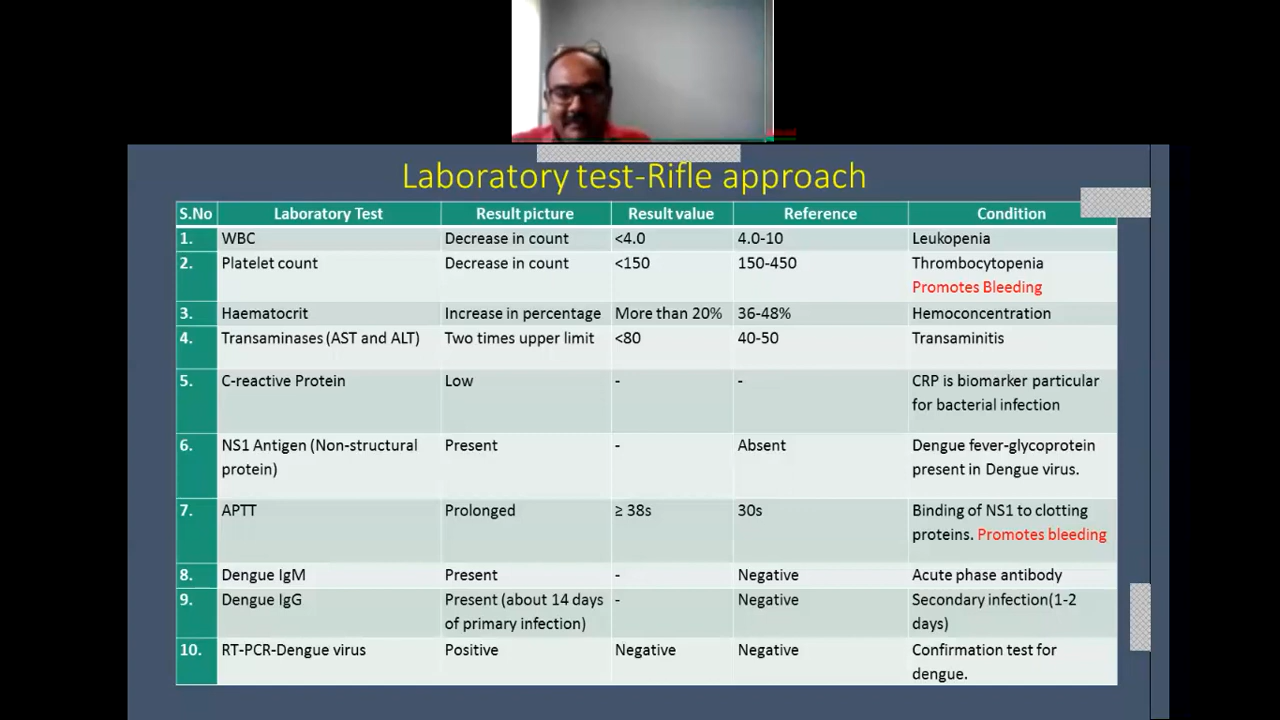 Laboratory test-Rifle approach
S.No Laboratory Test Result picture Result value Reference Condition
1. WBC Decrease in count <4.0 4.0-10 Leukopenia
2. Platelet count Decrease in count <150 150-450 Thrombocytopenia
Promotes Bleeding
3. Haematocrit Increase in percentage More than 20% 36-48% Hemoconcentration
4. Transaminases (AST and ALT) Two times upper limit <80 40-50 Transaminitis
5. C-reactive Protein Low - - CRP is biomarker particular
for bacterial infection
6. NS1 Antigen (Non-structural Present - Absent Dengue fever-glycoprotein
protein) present in Dengue virus.
7. APTT Prolonged ≥ 38s 30s Binding of NS1 to clotting
proteins. Promotes bleeding
8. Dengue IgM Present - Negative Acute phase antibody
9. Dengue IgG Present (about 14 days - Negative Secondary infection(1-2
of primary infection) days)
10. RT-PCR-Dengue virus Positive Negative Negative Confirmation test for
dengue.